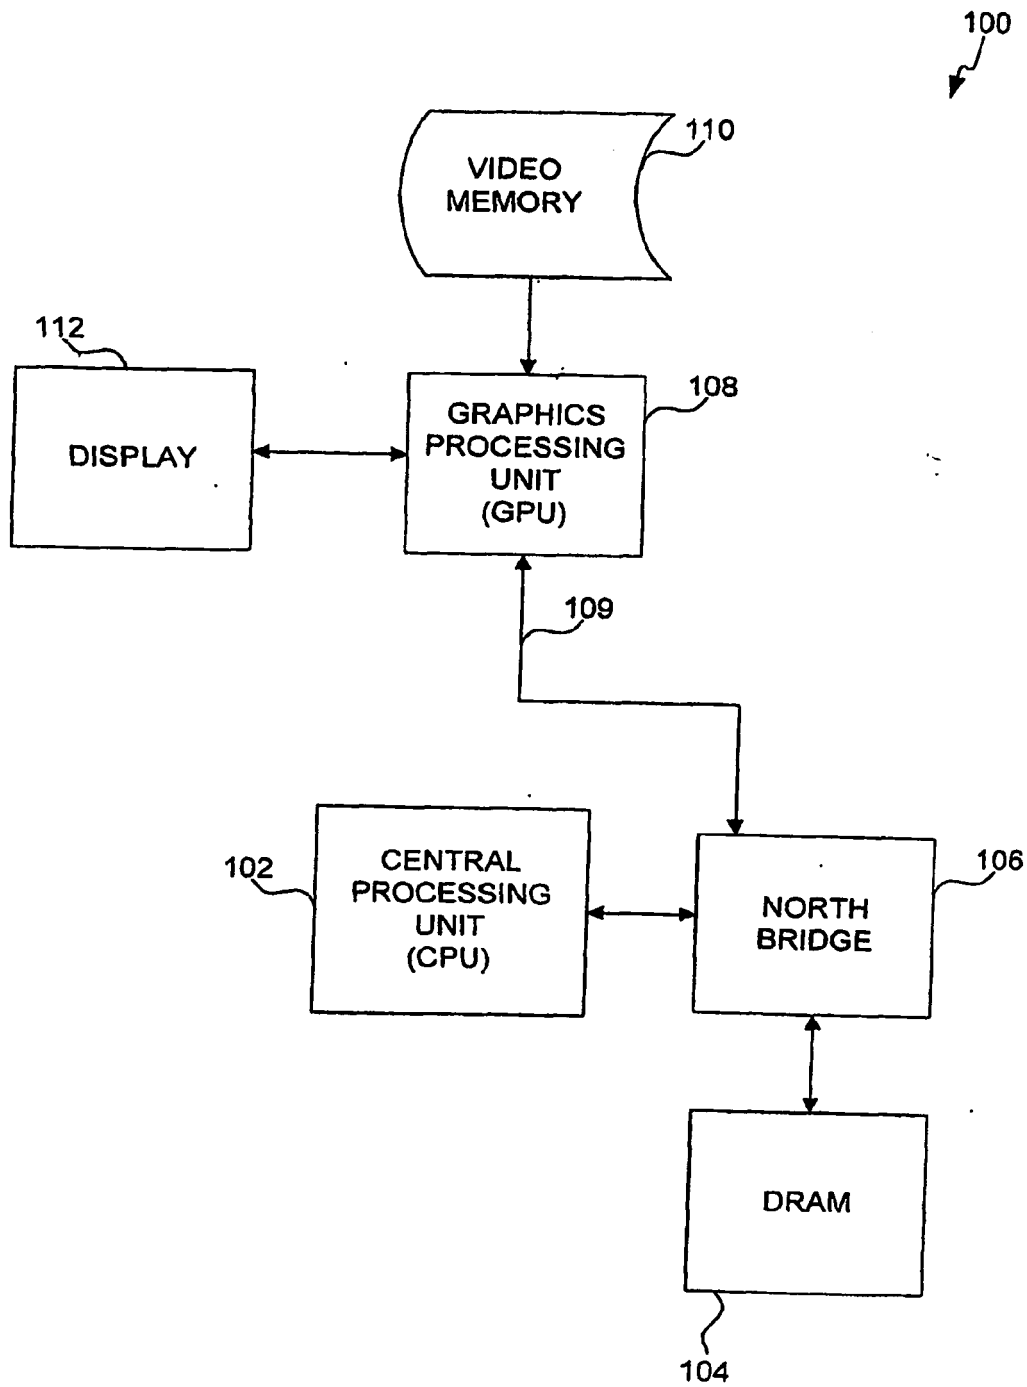 100
VIDEO
MEMORY
110
112
DISPLAY
GRAPHICS
PROCESSING
UNIT
(GPU)
108
109
102
CENTRAL
PROCESSING
UNIT
(CPU)
NORTH
BRIDGE
106
DRAM
104